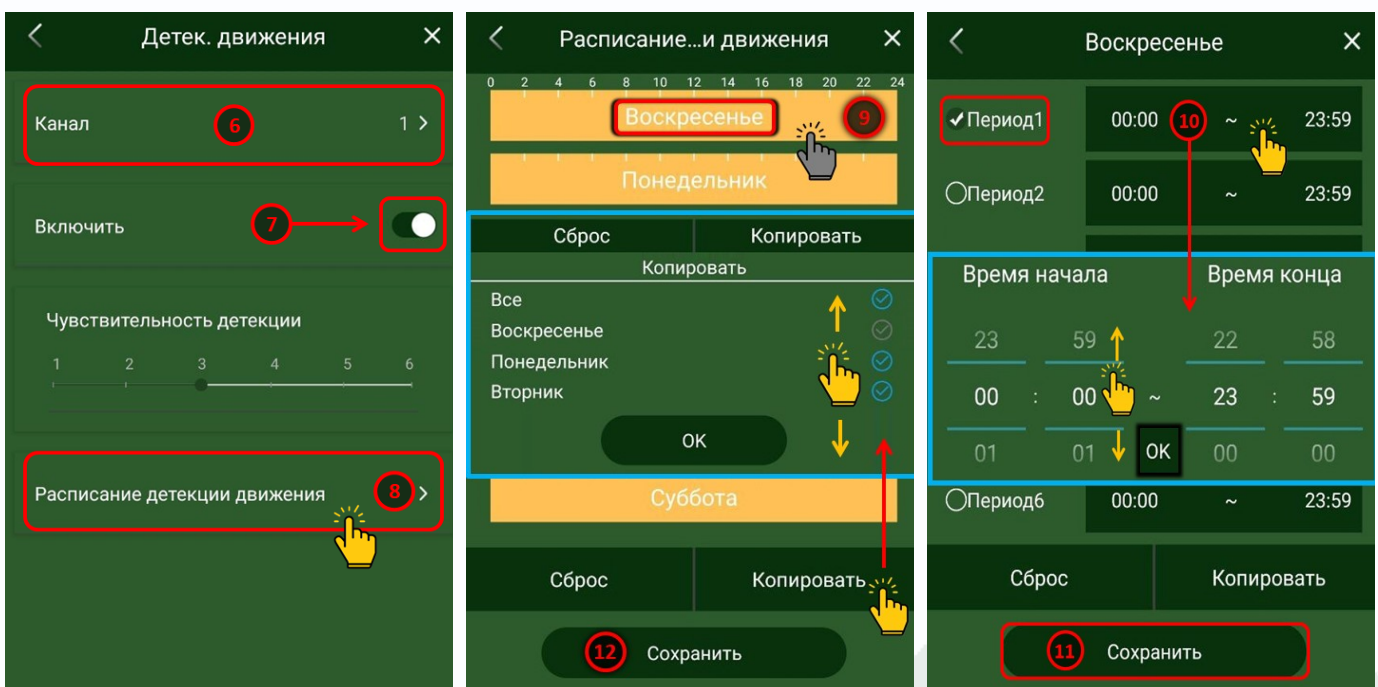 Детек. движения
Канал
6
1
Включить
7
Чувствительность детекции
1 2 3 4 5 6
Расписание детекции движения
8
Расписание...и движения
0 2 4 6 8 10 12 14 16 18 20 22 24
Воскресенье
9
Понедельник
Сброс
Копировать
Копировать
Все
Воскресенье
Понедельник
Вторник
OK
Суббота
Сброс
Копировать
12
Сохранить
Воскресенье
Период1
00:00
10
~
23:59
Период2
00:00
~
23:59
Время начала
Время конца
23 59 22 58
00 : 00 ~ 23 : 59
01 01 OK 00 00
Период6
00:00
~
23:59
Сброс
Копировать
11
Сохранить